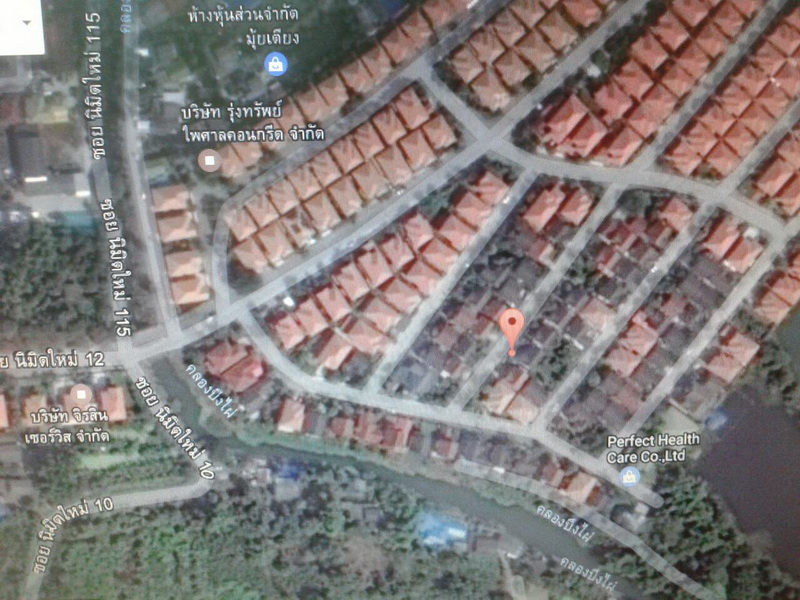 ห้างหุ้นส่วนจำกัด
มุ้ยเตียง
คลอง
ซอย นิมิตใหม่ 115
บริษัท รุ่งทรัพย์
ไพศาลคอนกรีต จำกัด
ซอย นิมิตใหม่ 115
ย นิมิตใหม่ 12
คลองบึงไผ่
ซอย นิมิตใหม่ 10
บริษัท จิรสิน
เซอร์วิส จำกัด
Perfect Health
Care Co.,Ltd
ซอย นิมิตใหม่ 10
คลองบึงไผ่
คลองบึงไผ่